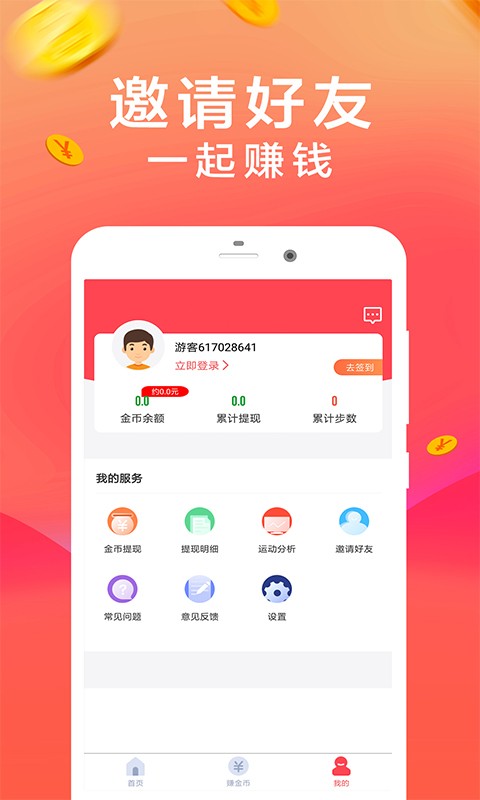 邀请好友
一起赚钱
游客617028641
立即登录
去签到
约0.0元
0.0
0.0
0
金币余额
累计提现
累计步数
我的服务
金币提现
提现明细
运动分析
邀请好友
常见问题
意见反馈
设置
首页
赚金币
我的